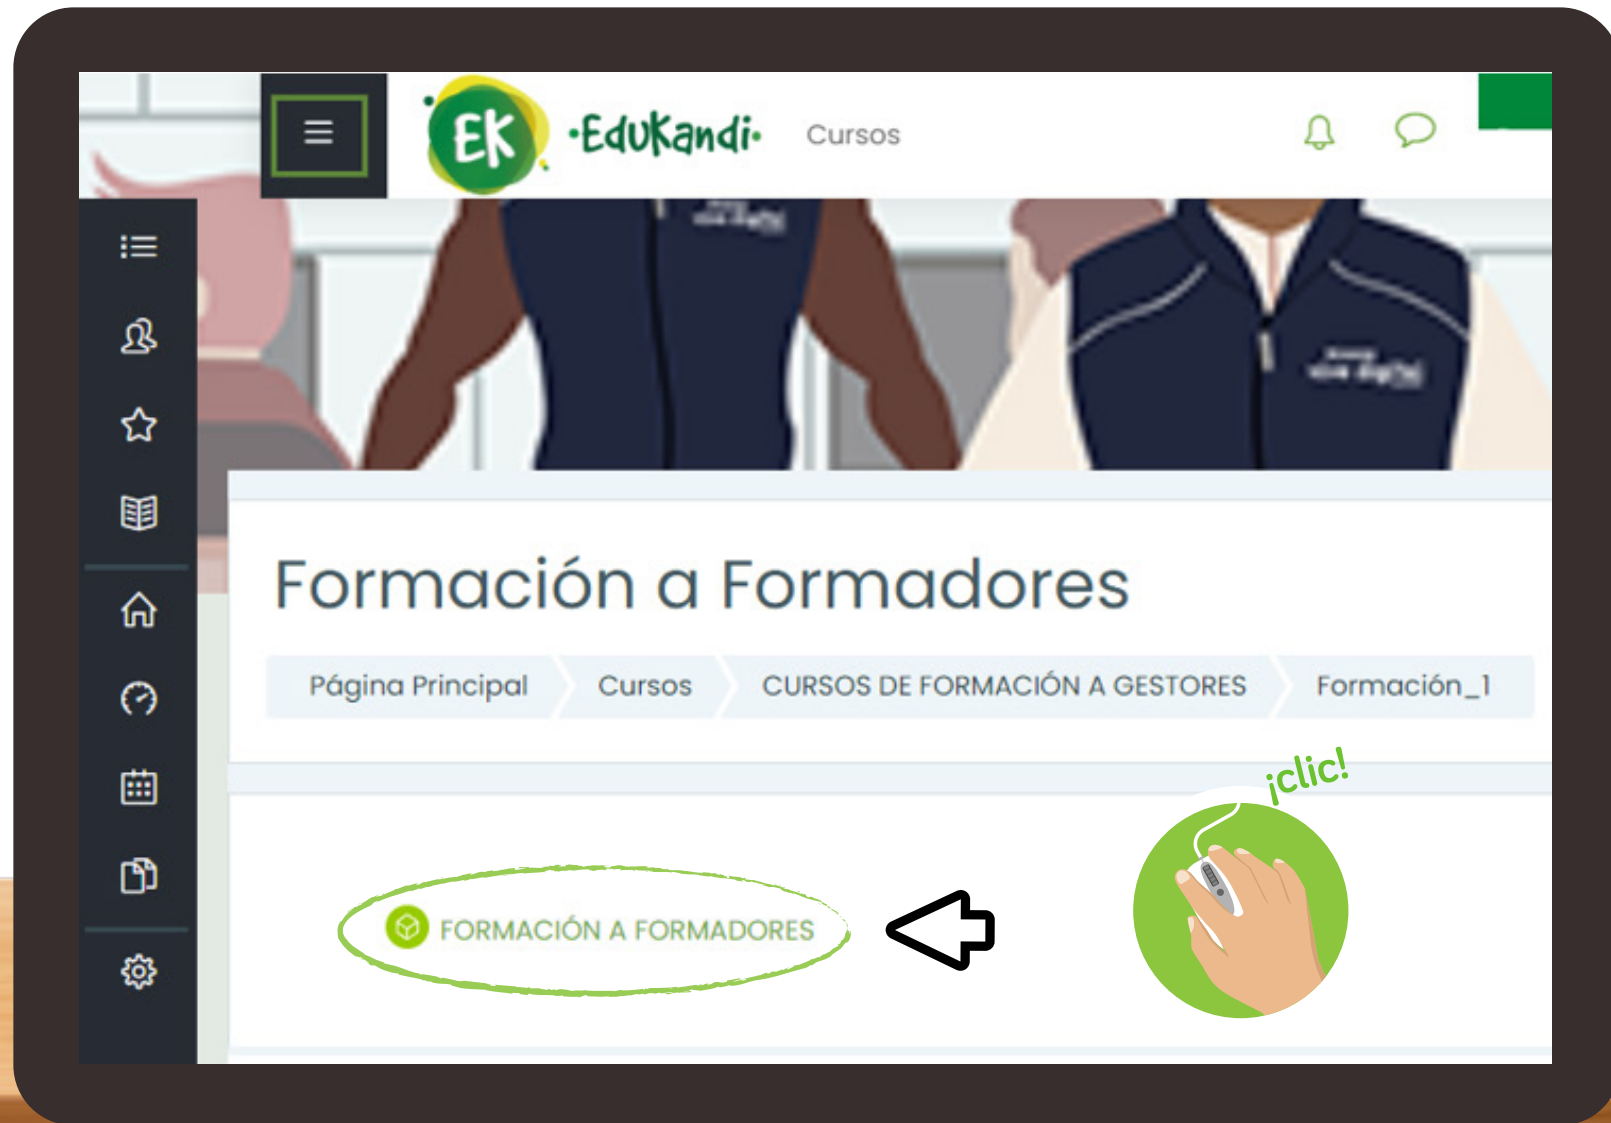 EK
·EduKandi·
Cursos
Formación a Formadores
Página Principal
Cursos
CURSOS DE FORMACIÓN A GESTORES
Formación_1
¡clic!
FORMACIÓN A FORMADORES